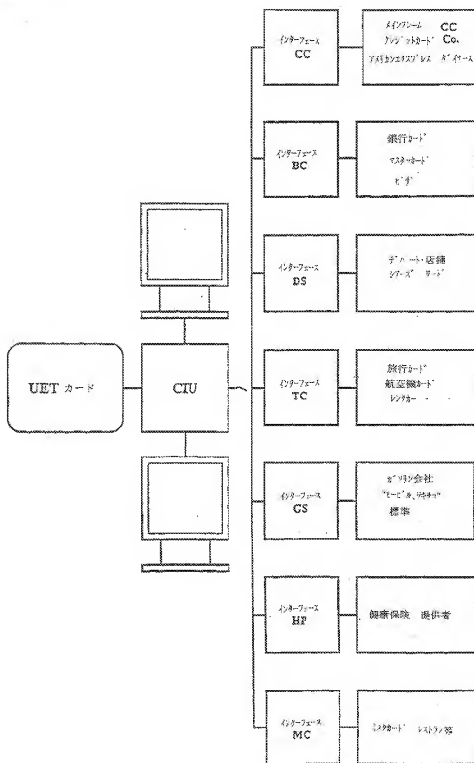 UET カード
CIU
インターフェース
CC
メインフレーム CC
クレジットカード Co.
アメリカンエクスプレス ダイナース
インターフェース
BC
銀行カード
マスターカード
ビザ
インターフェース
DS
デパート・店舗
シアーズ
インターフェース
TC
旅行カード
航空機カード
レンタカー
インターフェース
GS
ガソリン会社
標準
インターフェース
HP
健康保険 提供者
インターフェース
MC
レストラン等